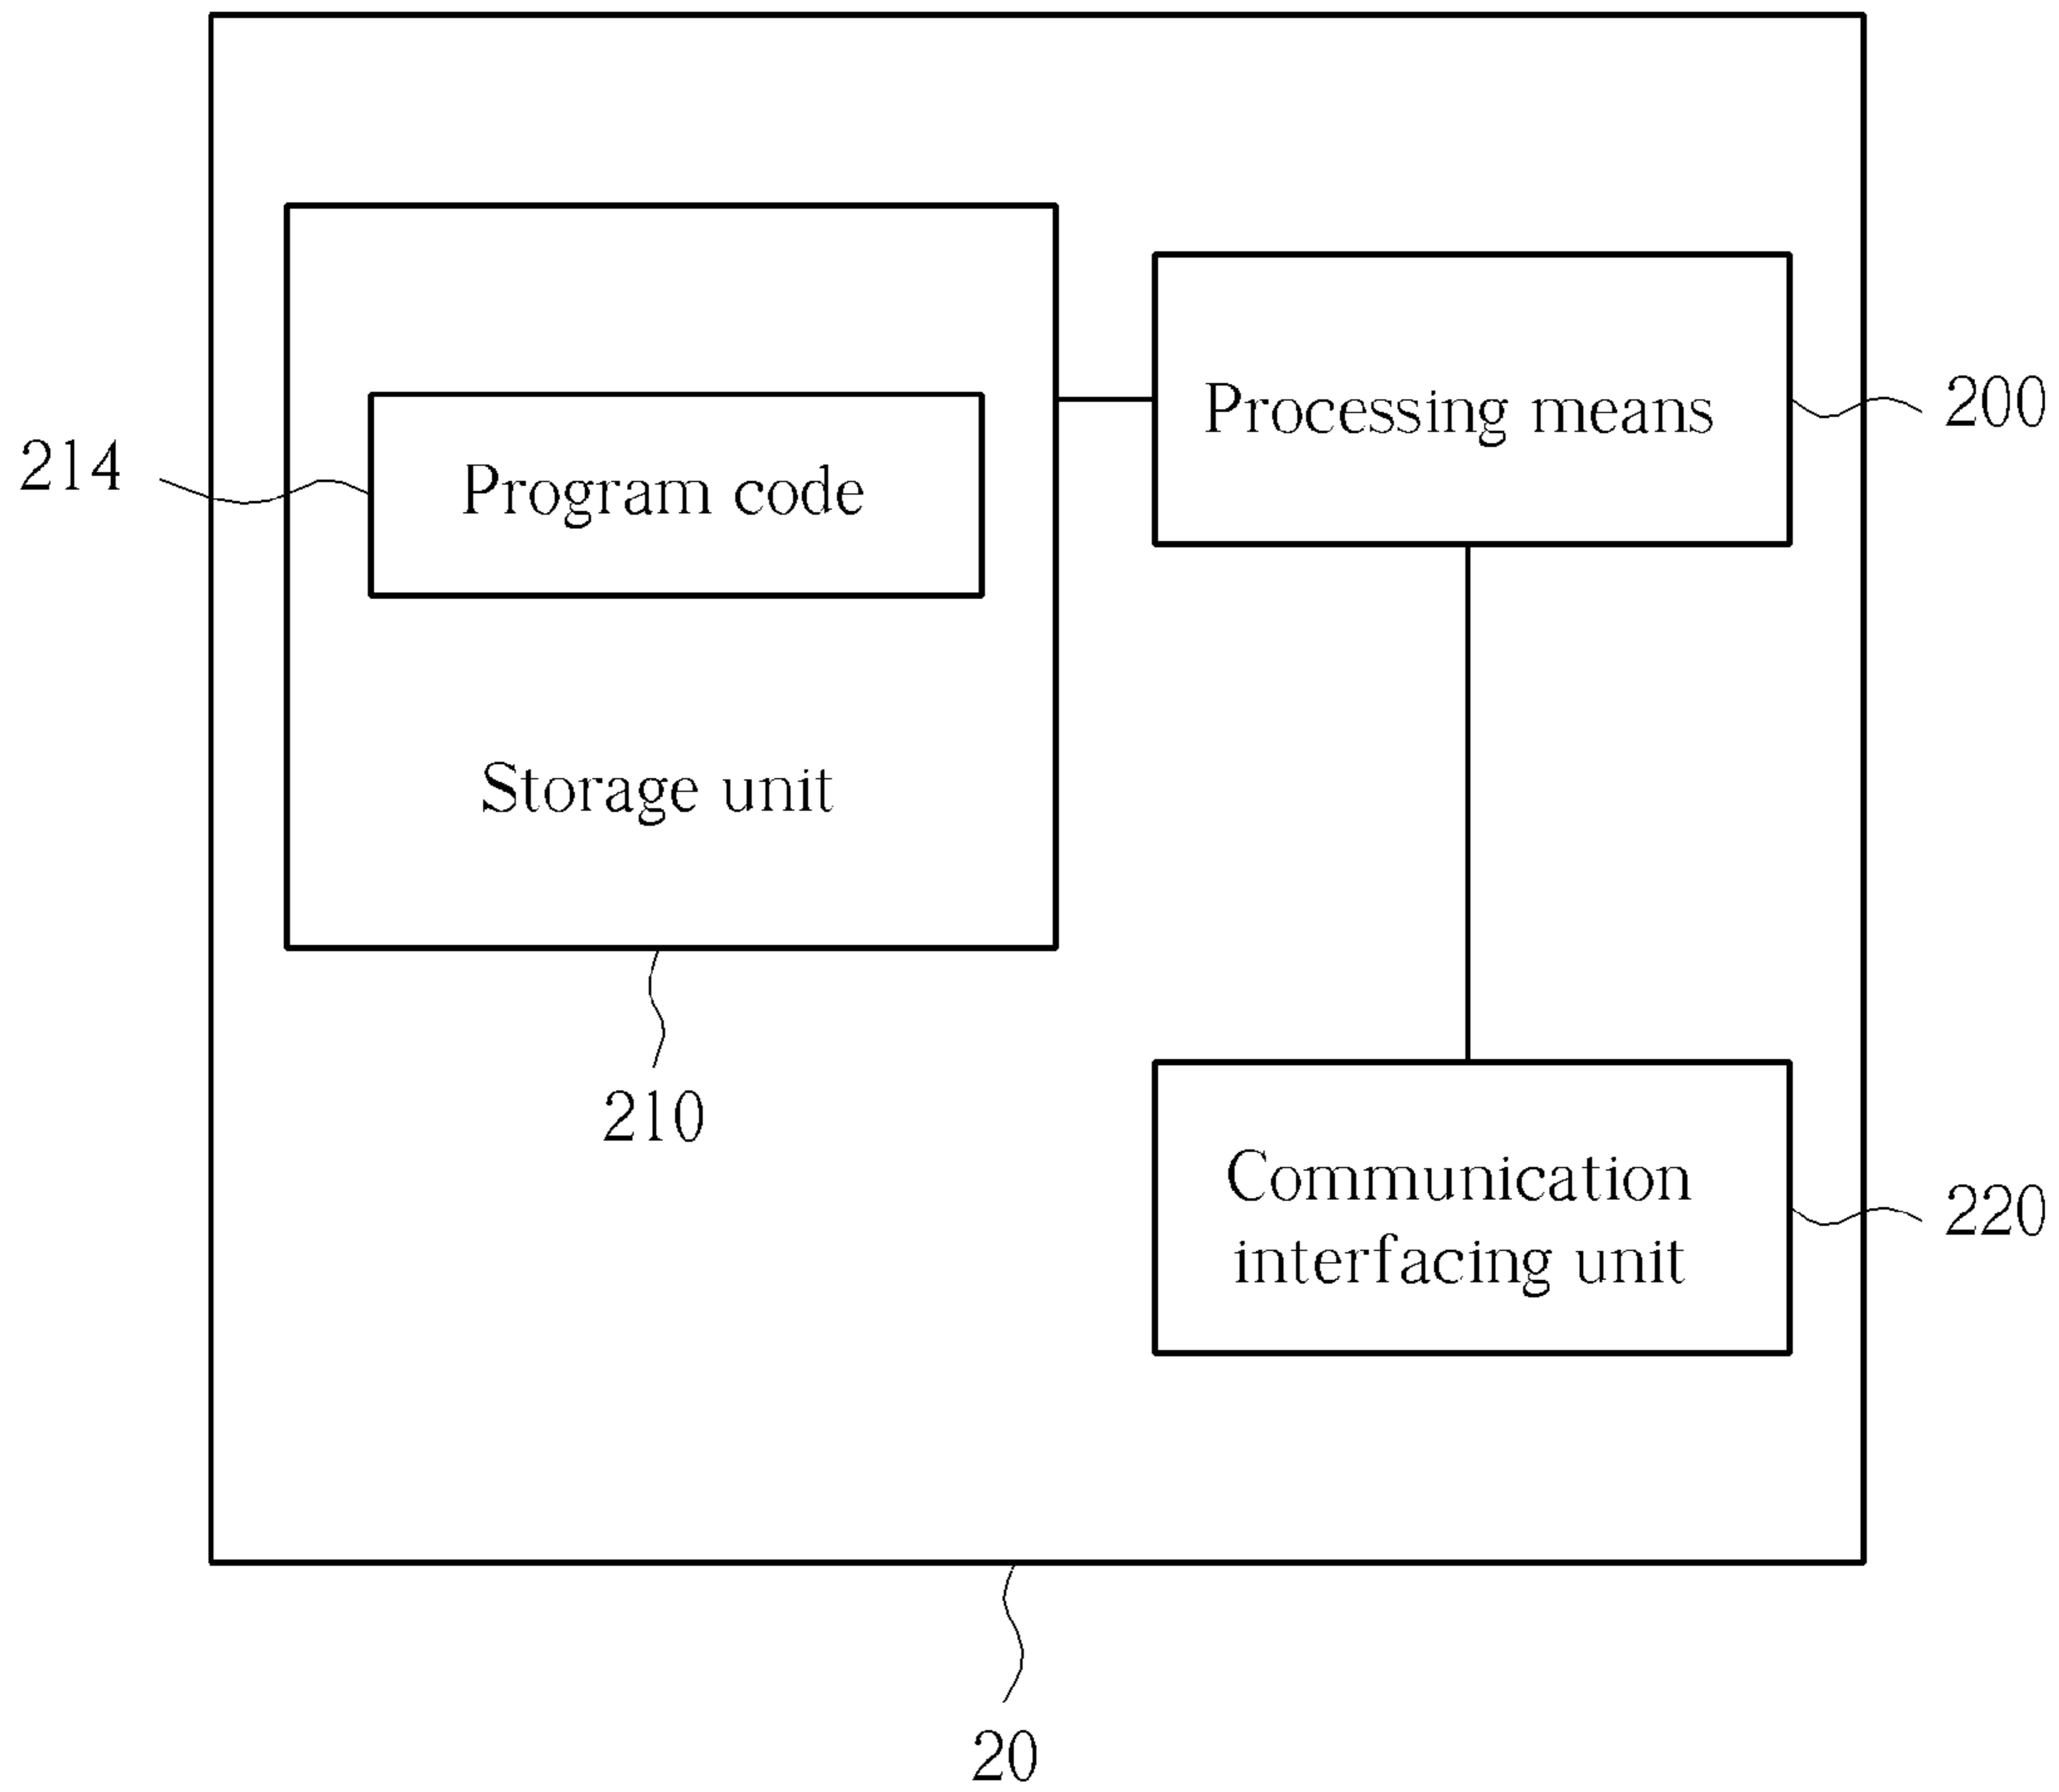 Processing means
200
214
Program code
Storage unit
210
Communication
interfacing unit
220
20